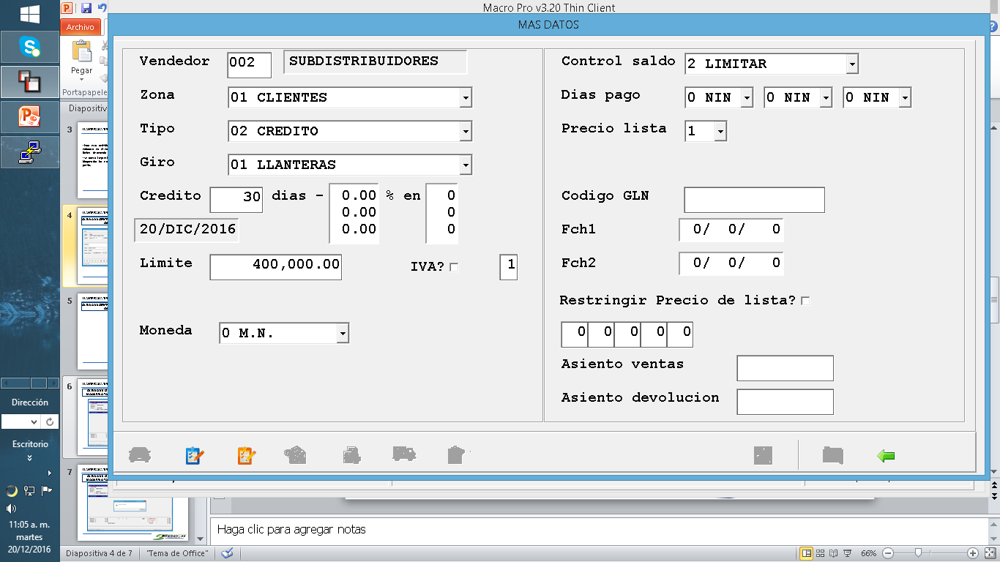 Macro Pro v3.20 Thin Client
MAS DATOS
Archivo
Pegar
Portapapele
Diapositiv
3
4
5
6
7
Vendedor 002 SUBDISTRIBUIDORES
Zona 01 CLIENTES
Tipo 02 CREDITO
Giro 01 LLANTERAS
Credito 30 dias - 0.00 % en 0
0.00 0
20/DIC/2016 0.00 0
Limite 400,000.00 IVA? 1
Moneda 0 M.N.
Control saldo 2 LIMITAR
Dias pago 0 NIN 0 NIN 0 NIN
Precio lista 1
Codigo GLN
Fch1 0/ 0/ 0
Fch2 0/ 0/ 0
Restringir Precio de lista?
0 0 0 0 0
Asiento ventas
Asiento devolucion
Dirección
Escritorio
11:05 a. m.
martes
20/12/2016
Haga clic para agregar notas
Diapositiva 4 de 7 "Tema de Office" 66%